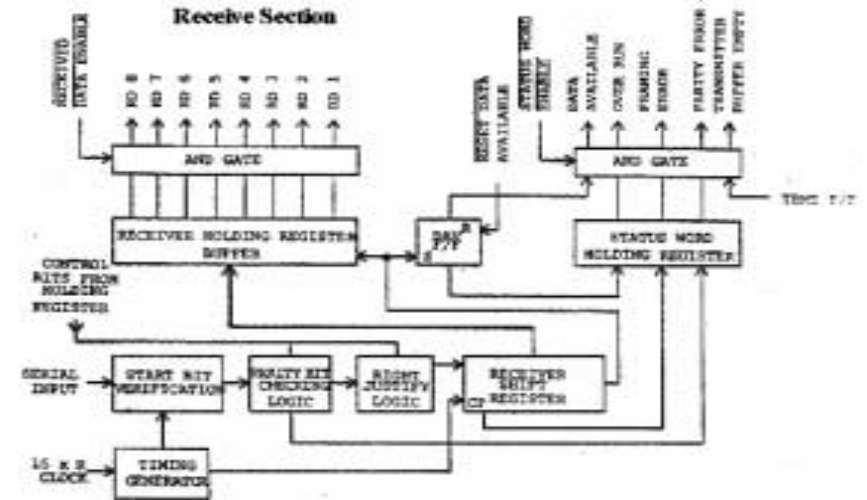 Receive Section
RECEIVED
DATA ENABLE
RD 8
RD 7
RD 6
RD 5
RD 4
RD 3
RD 2
RD 1
RESET DATA
AVAILABLE
STATUS WORD
ENABLE
DATA
AVAILABLE
OVER RUN
FRAMING
ERROR
PARITY ERROR
TRANSMITTER
BUFFER EMPTY
AND GATE
AND GATE
RECEIVER HOLDING REGISTER
BUFFER
DAV R
F/F
S
STATUS WORD
HOLDING REGISTER
F/F
CONTROL
BITS FROM
HOLDING
REGISTER
SERIAL
INPUT
START BIT
VERIFICATION
PARITY BIT
CHECKING
LOGIC
RIGHT
JUSTIFY
LOGIC
RECEIVER
SHIFT
REGISTER
CP
16 x R
CLOCK
TIMING
GENERATOR